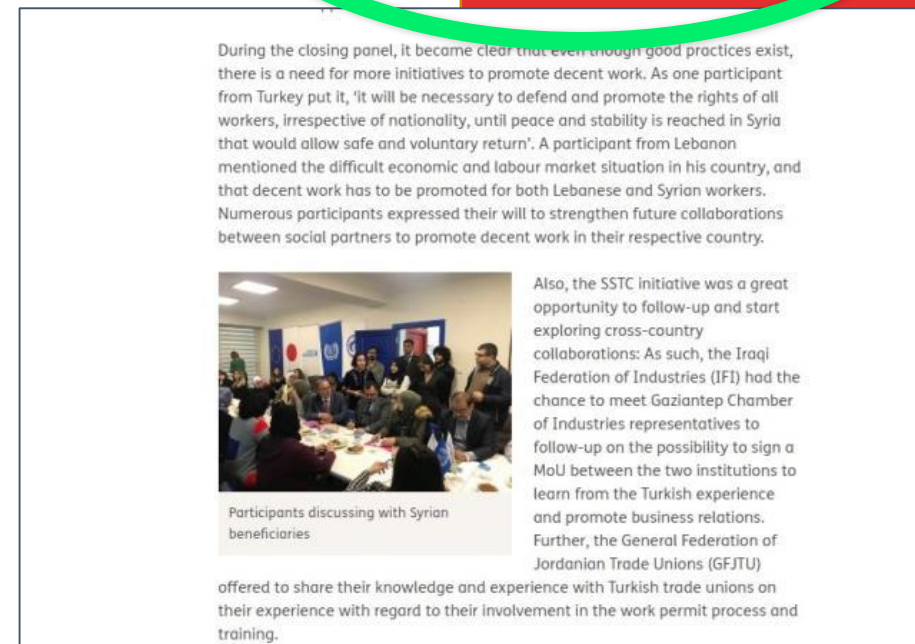 During the closing panel, it became clear that even though good practices exist,
there is a need for more initiatives to promote decent work. As one participant
from Turkey put it, ‘it will be necessary to defend and promote the rights of all
workers, irrespective of nationality, until peace and stability is reached in Syria
that would allow safe and voluntary return’. A participant from Lebanon
mentioned the difficult economic and labour market situation in his country, and
that decent work has to be promoted for both Lebanese and Syrian workers.
Numerous participants expressed their will to strengthen future collaborations
between social partners to promote decent work in their respective country.
Also, the SSTC initiative was a great
opportunity to follow-up and start
exploring cross-country
collaborations: As such, the Iraqi
Federation of Industries (IFI) had the
chance to meet Gaziantep Chamber
of Industries representatives to
follow-up on the possibility to sign a
MoU between the two institutions to
learn from the Turkish experience
and promote business relations.
Further, the General Federation of
Jordanian Trade Unions (GFJTU)
offered to share their knowledge and experience with Turkish trade unions on
their experience with regard to their involvement in the work permit process and
training.
Participants discussing with Syrian
beneficiaries